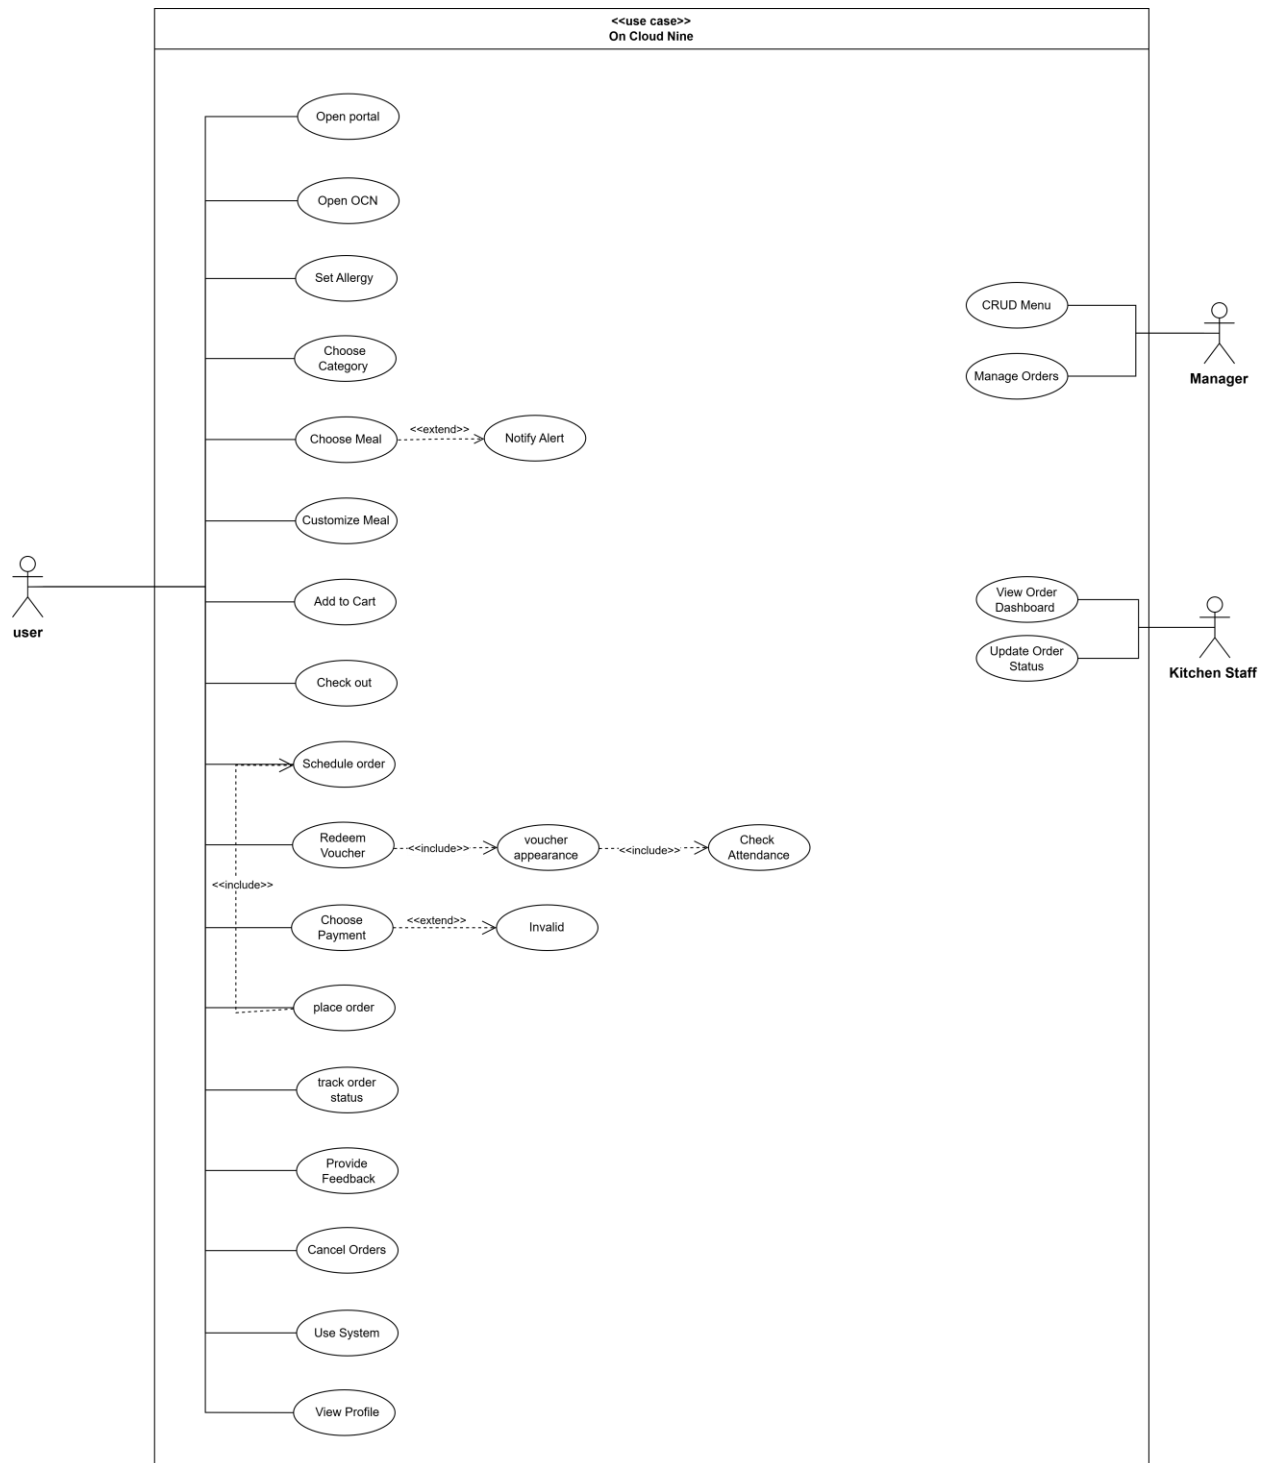 <<use case>>
On Cloud Nine
Open portal
Open OCN
Set Allergy
Choose
Category
Choose Meal
<<extend>>
Notify Alert
Customize Meal
user
Add to Cart
Check out
Schedule order
Redeem
Voucher
<<include>>
voucher
appearance
<<include>>
Check
Attendance
<<include>>
Choose
Payment
<<extend>>
Invalid
place order
track order
status
Provide
Feedback
Cancel Orders
Use System
View Profile
CRUD Menu
Manage Orders
Manager
View Order
Dashboard
Update Order
Status
Kitchen Staff